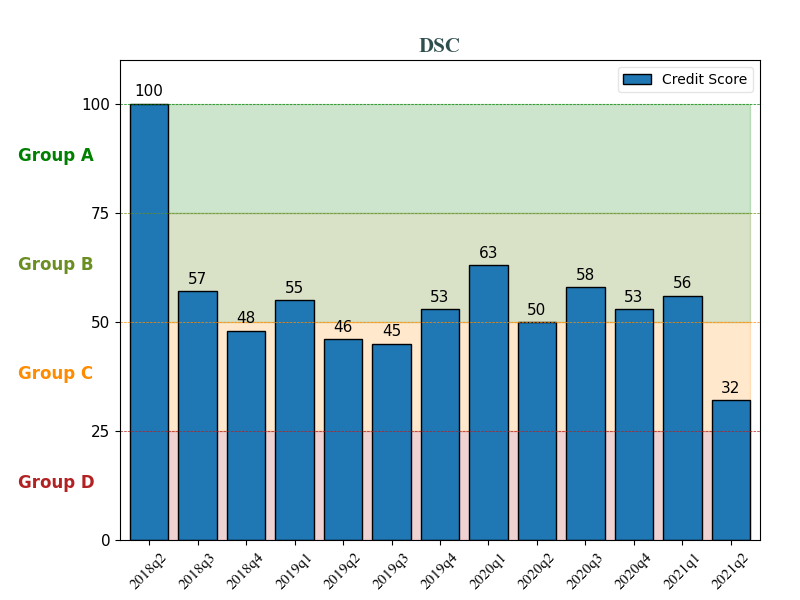 DSC
Credit Score
100
100
Group A
75
63
Group B
57
55
48
46
45
53
50
58
53
56
50
Group C
32
25
Group D
0
2018q2
2018q3
2018q4
2019q1
2019q2
2019q3
2019q4
2020q1
2020q2
2020q3
2020q4
2021q1
2021q2